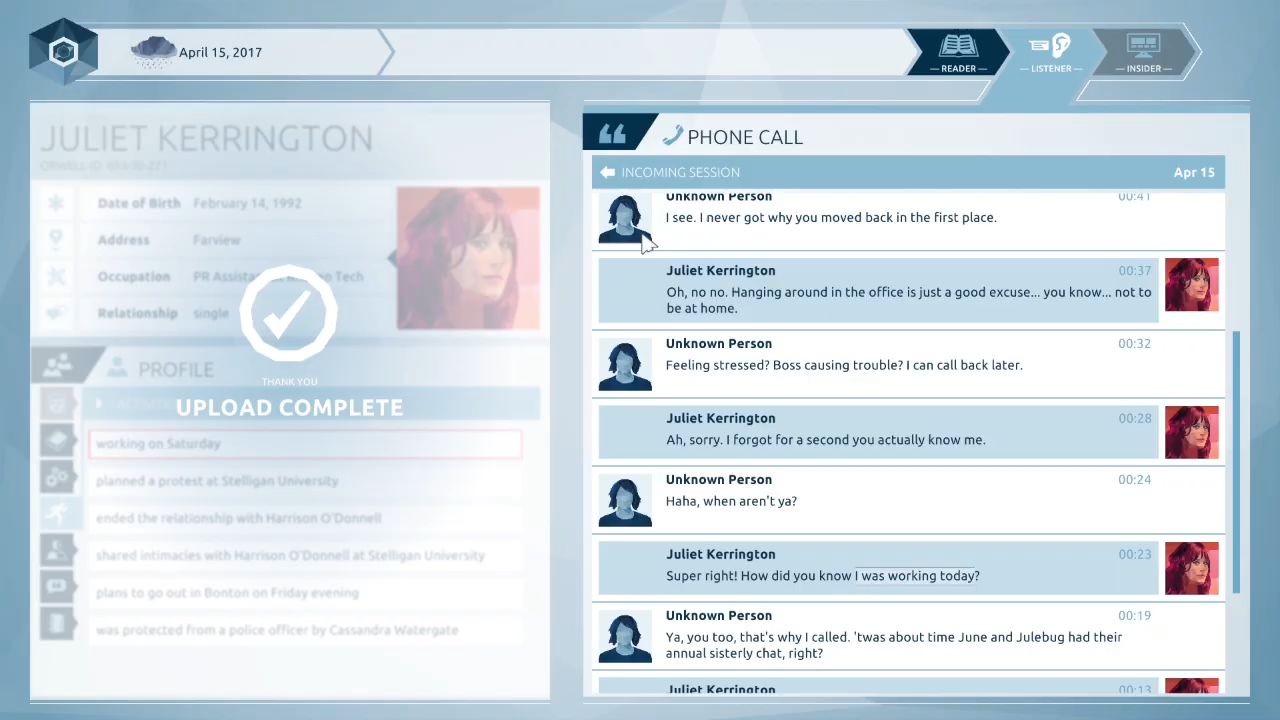 April 15, 2017
READER
LISTENER
INSIDER
JULIET KERRINGTON
Date of Birth February 14, 1992
Address Farview
Occupation
Relationship single
THANK YOU
UPLOAD COMPLETE
PROFILE
working on Saturday
planned a protest at Stelligan University
ended the relationship with Harrison O'Donnell
shared intimacies with Harrison O'Donnell at Stelligan University
plans to go out in Bonton on Friday evening
was protected from a police officer by Cassandra Watergate
PHONE CALL
INCOMING SESSION Apr 15
Unknown Person 00:41
I see. I never got why you moved back in the first place.
Juliet Kerrington 00:37
Oh, no no. Hanging around in the office is just a good excuse... you know... not to
be at home.
Unknown Person 00:32
Feeling stressed? Boss causing trouble? I can call back later.
Juliet Kerrington 00:28
Ah, sorry. I forgot for a second you actually know me.
Unknown Person 00:24
Haha, when aren't ya?
Juliet Kerrington 00:23
Super right! How did you know I was working today?
Unknown Person 00:19
Ya, you too, that's why I called. 'twas about time June and Julebug had their
annual sisterly chat, right?
Juliet Kerrington 00:13